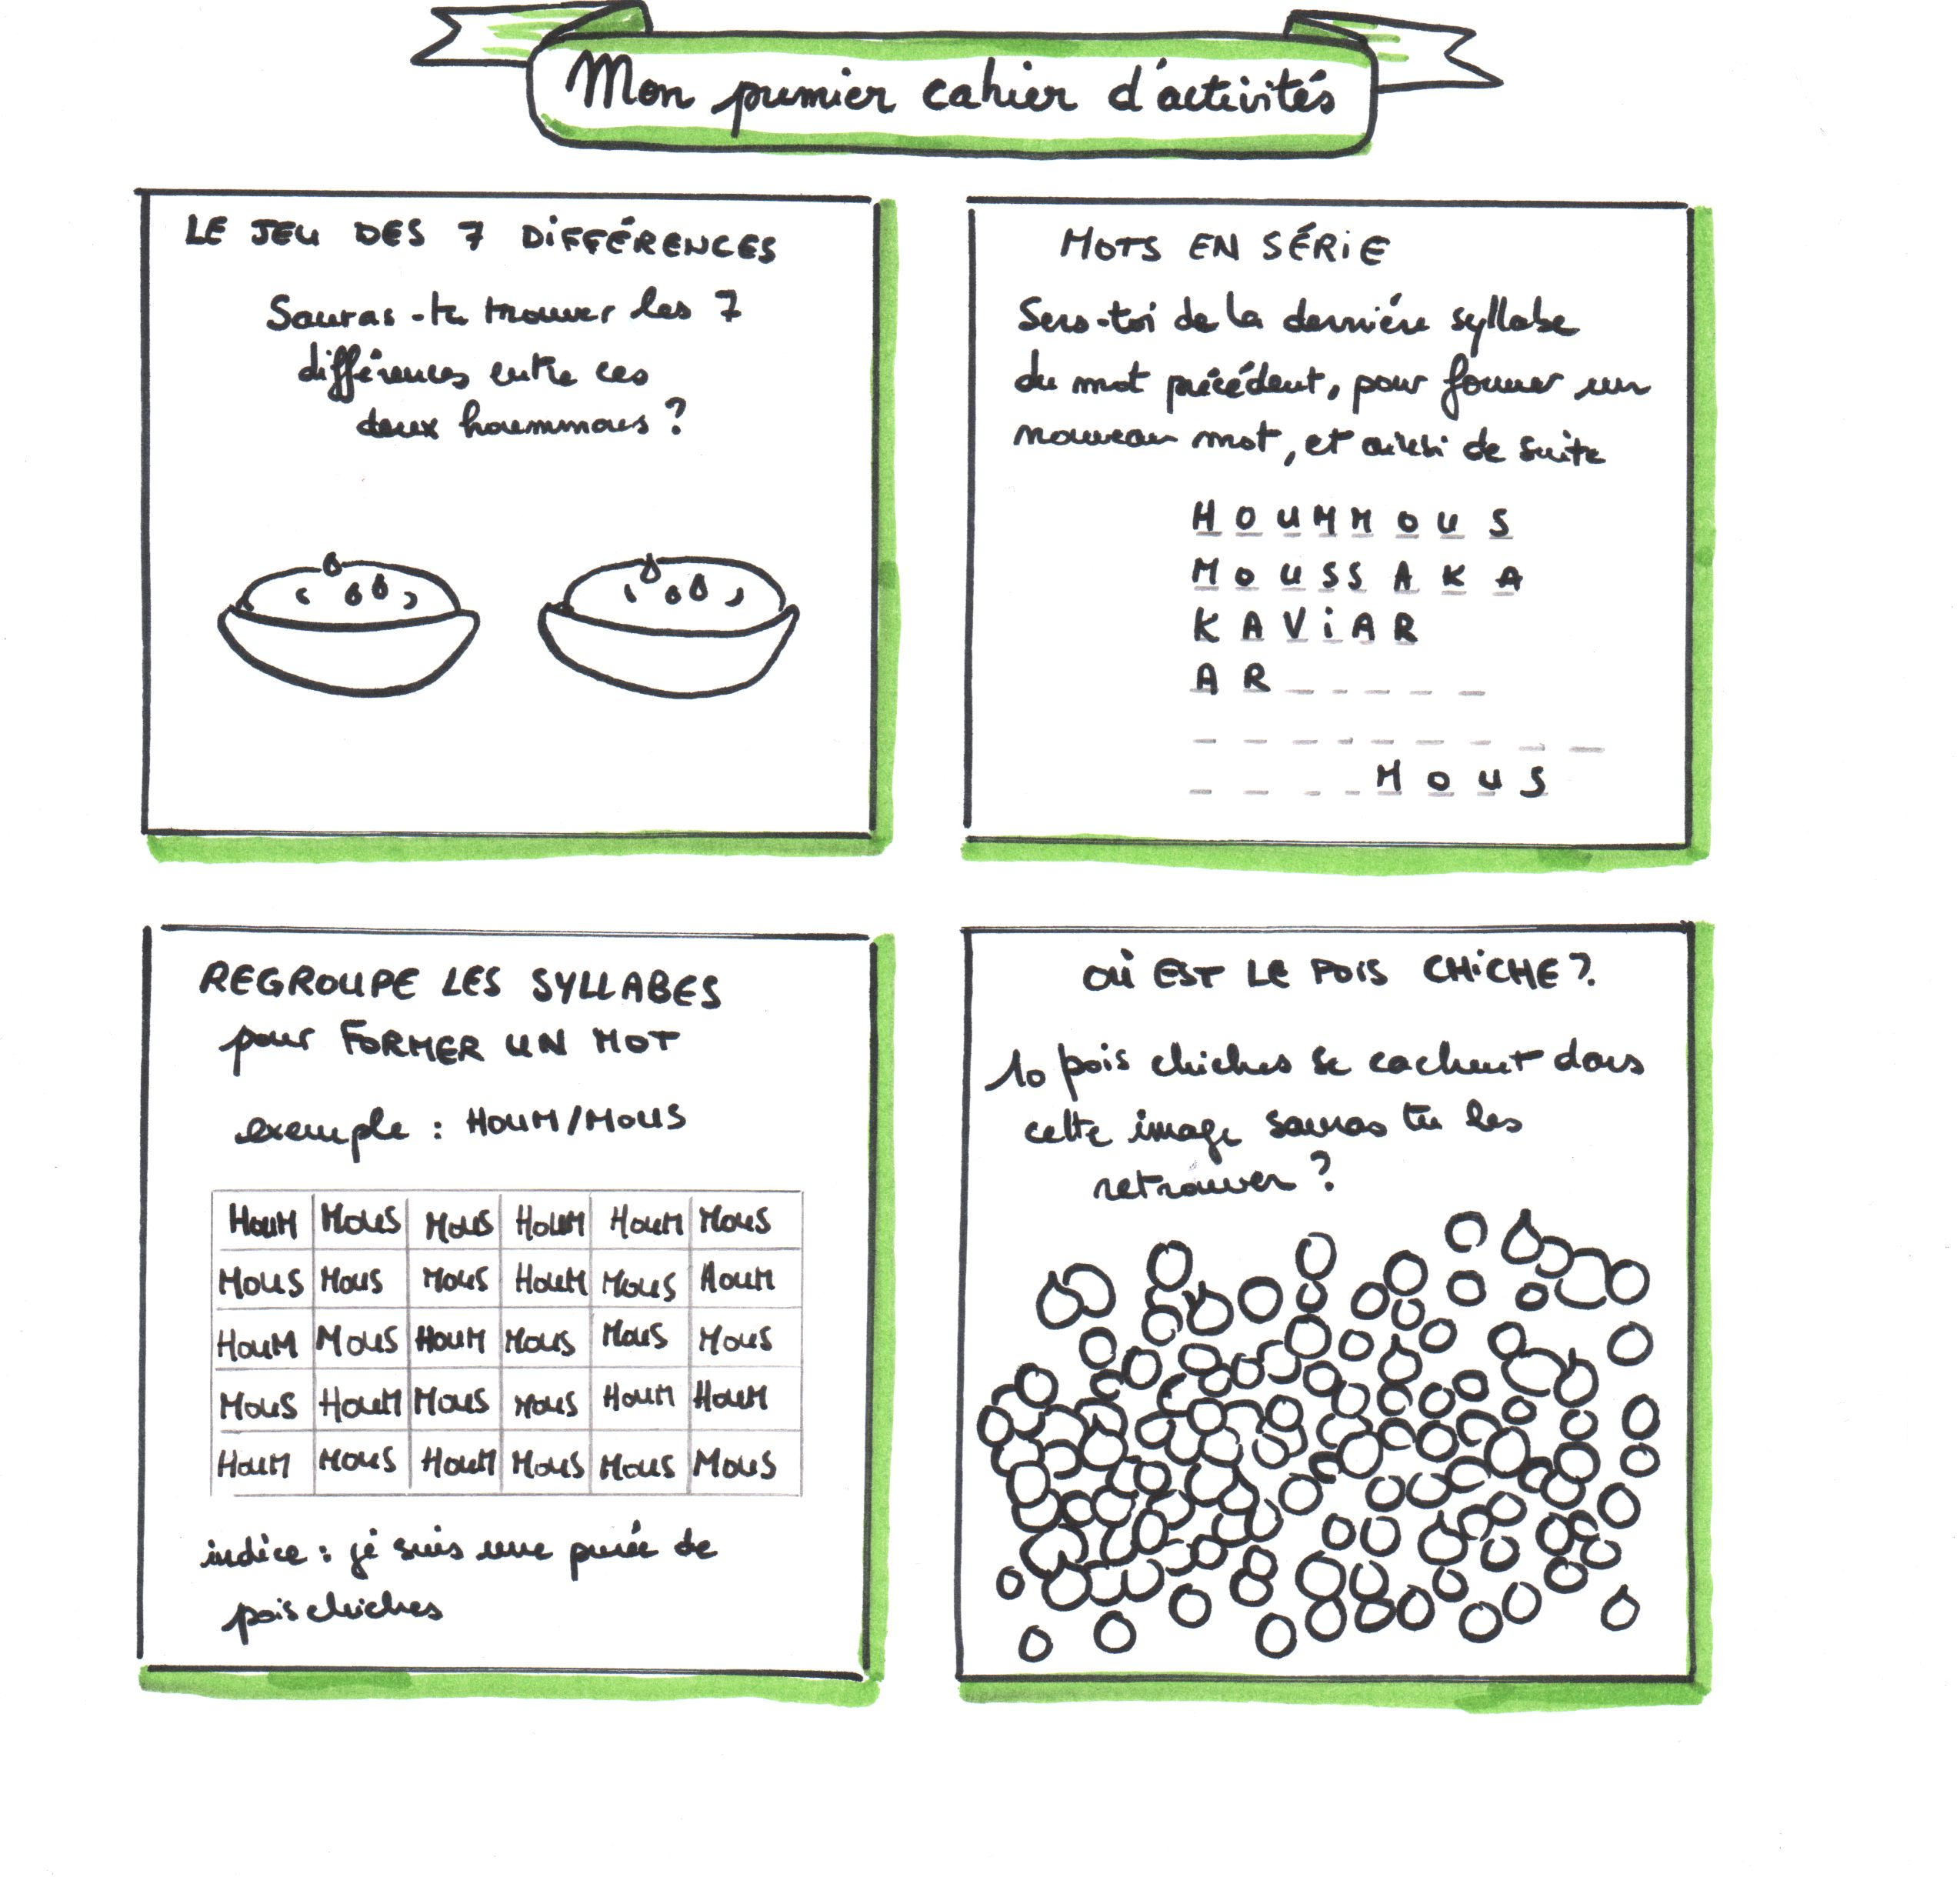 Mon premier cahier d'activités
LE JEU DES 7 DIFFÉRENCES
Sauras-tu trouver les 7
différences entre ces
deux hoummous ?
MOTS EN SÉRIE
Sers-toi de la dernière syllabe
du mot précédent, pour former un
nouveau mot, et ainsi de suite
HOUMMOUS
MOUSSAKA
KAViAR
AR _ _ _ _ _
_ _ _ _ _ _ _ _ _
_ _ _ _ MOUS
REGROUPE LES SYLLABES
pour FORMER UN MOT
exemple : HOUM/MOUS
HOUM MOUS MOUS HOUM HOUM MOUS
MOUS MOUS MOUS HOUM MOUS HOUM
HOUM MOUS HOUM MOUS MOUS MOUS
MOUS HOUM MOUS MOUS HOUM HOUM
HOUM MOUS HOUM MOUS MOUS MOUS
indice : je suis une purée de
pois chiches
OÙ EST LE POIS CHICHE ?
10 pois chiches se cachent dans
cette image sauras tu les
retrouver ?